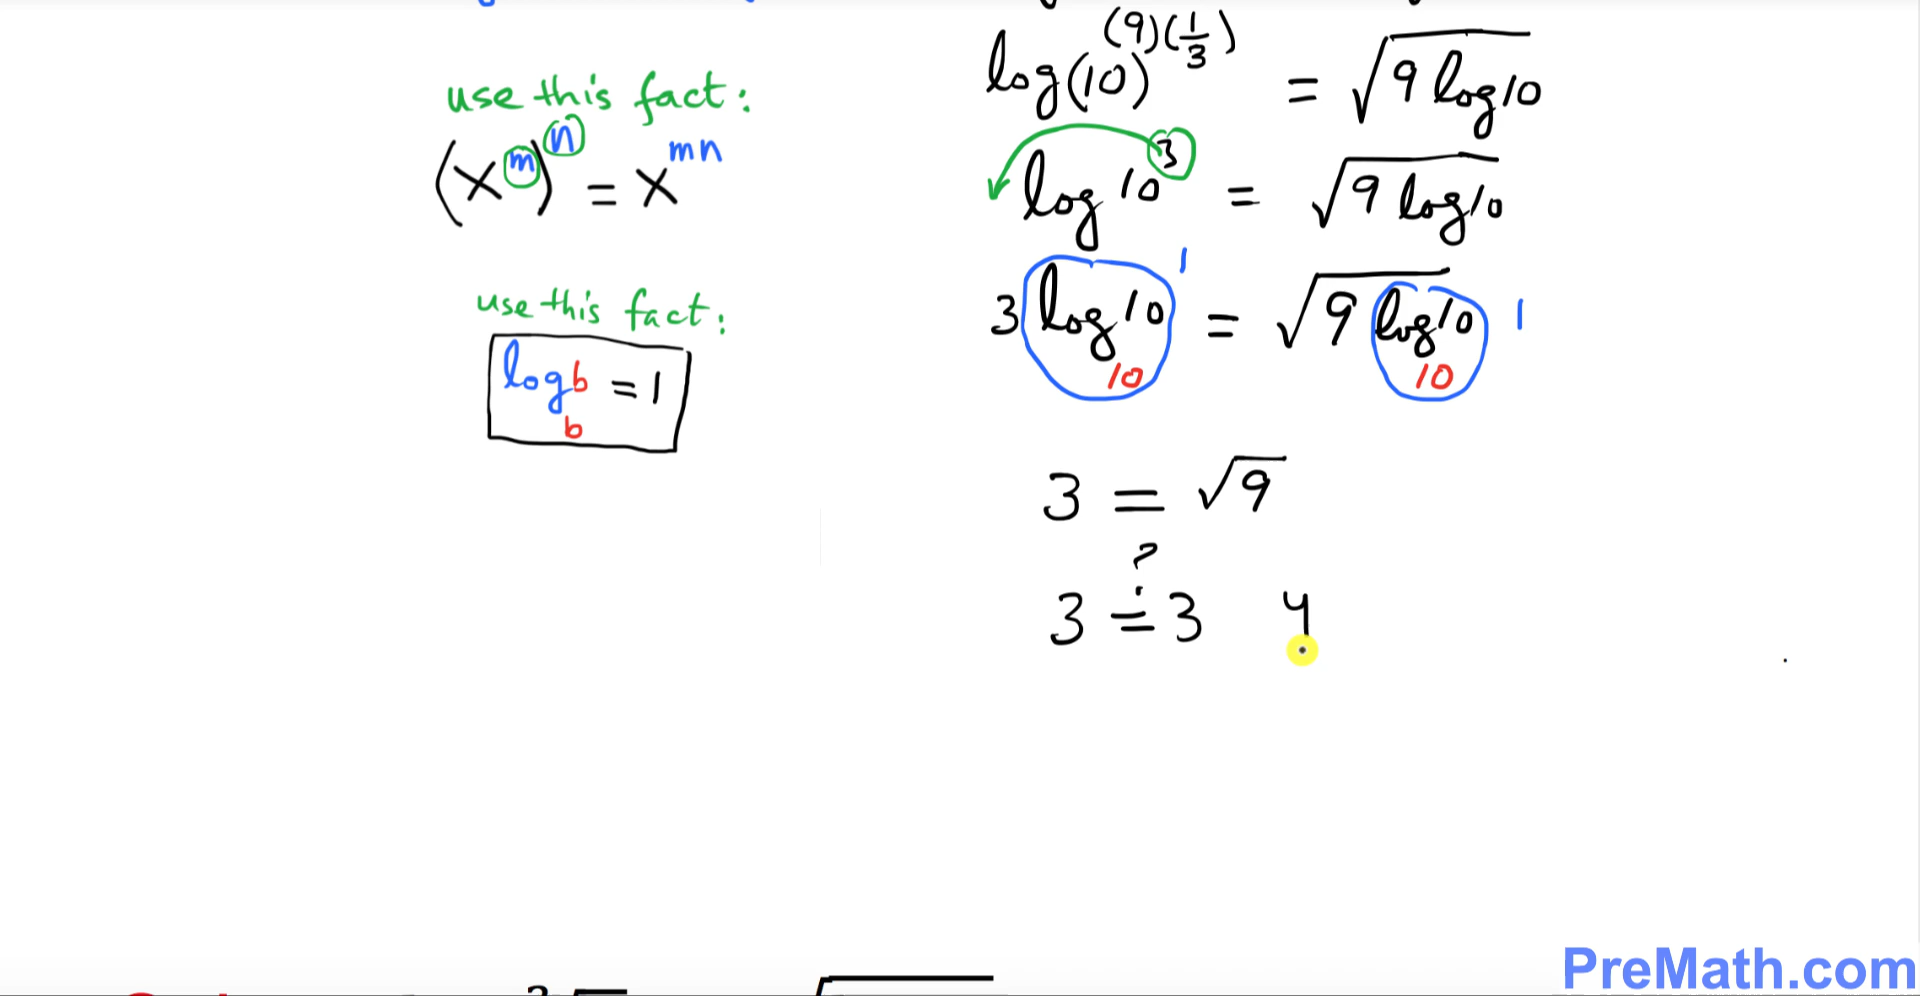 use this fact:
(x^m)^n = x^mn
use this fact:
log_b b = 1
log(10)^(9)(1/3) = √9 log10
log 10^3 = √9 log10
3 log_10 10 1 = √9 log_10 10 1
3 = √9
?
3 = 3 y
PreMath.com